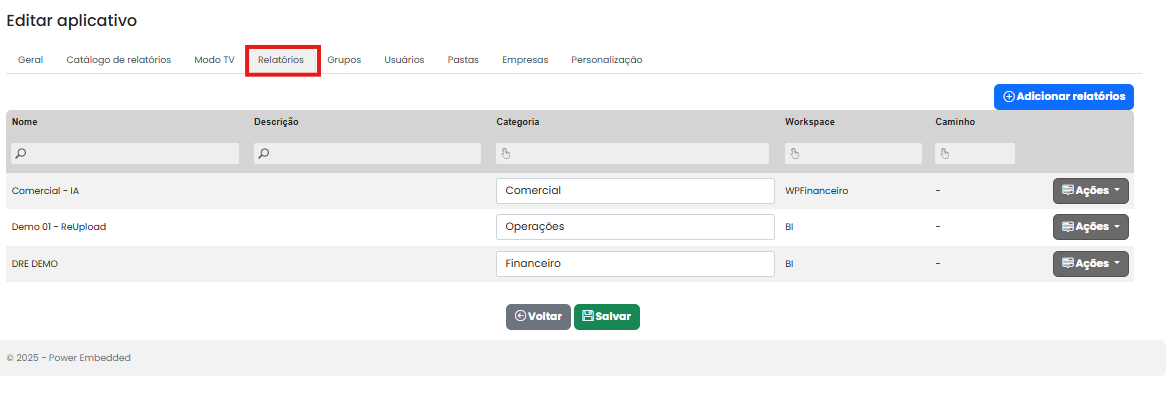 Editar aplicativo
Geral Catálogo de relatórios Modo TV Relatórios Grupos Usuários Pastas Empresas Personalização
Adicionar relatórios
Nome Descrição Categoria Workspace Caminho
Comercial - IA Comercial WPFinanceiro - Ações
Demo 01 - ReUpload Operações BI - Ações
DRE DEMO Financeiro BI - Ações
Voltar Salvar
© 2025 - Power Embedded